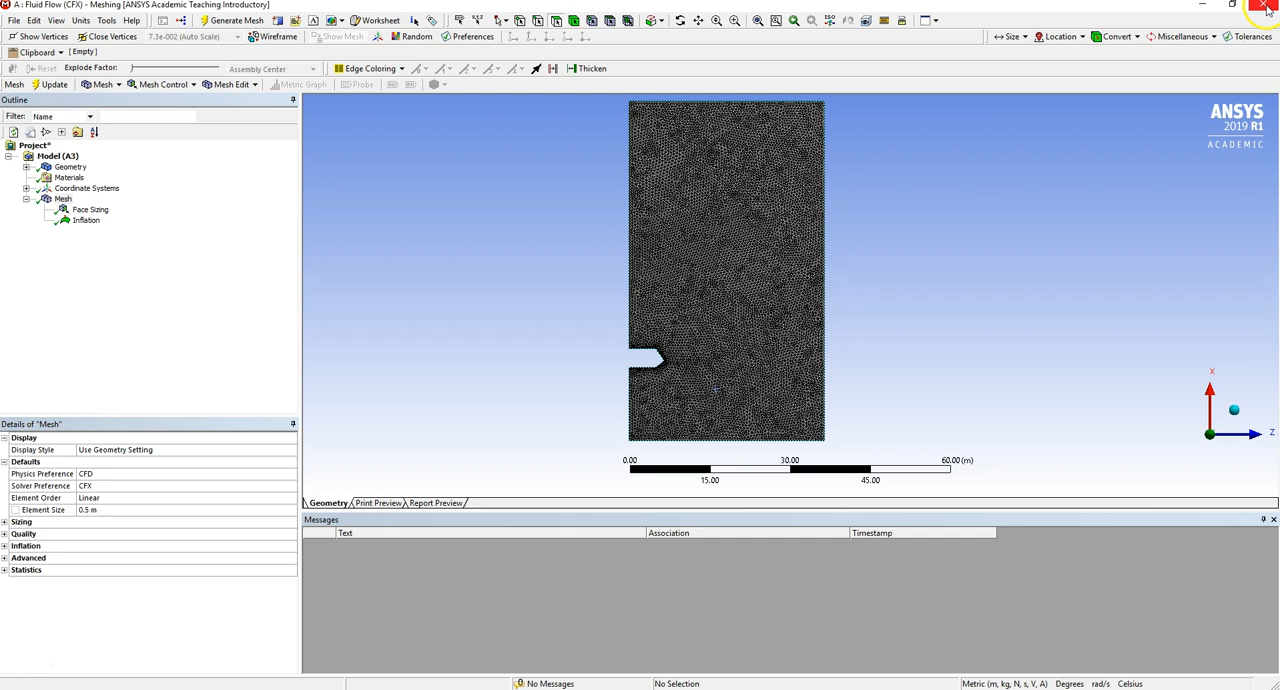 A : Fluid Flow (CFX) - Meshing [ANSYS Academic Teaching Introductory]
File Edit View Units Tools Help Generate Mesh Worksheet
Show Vertices Close Vertices 7.3e-002 (Auto Scale) Wireframe Show Mesh Random Preferences Size Location Convert Miscellaneous Tolerances
Clipboard [Empty]
Reset Explode Factor: Assembly Center Edge Coloring Thicken
Mesh Update Mesh Mesh Control Mesh Edit Metric Graph Probe
Outline
Filter: Name
Project*
Model (A3)
Geometry
Materials
Coordinate Systems
Mesh
Face Sizing
Inflation
ANSYS
2019 R1
ACADEMIC
X
Z
0.00 30.00 60.00 (m)
15.00 45.00
Geometry Print Preview Report Preview
Details of "Mesh"
Display
Display Style Use Geometry Setting
Defaults
Physics Preference CFD
Solver Preference CFX
Element Order Linear
Element Size 0.5 m
Sizing
Quality
Inflation
Advanced
Statistics
Messages
Text Association Timestamp
No Messages No Selection Metric (m, kg, N, s, V, A) Degrees rad/s Celsius